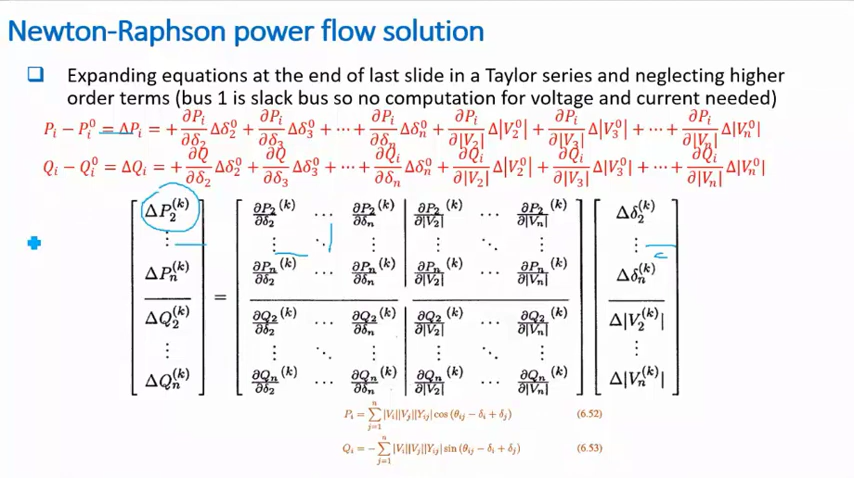 Newton-Raphson power flow solution
❑ Expanding equations at the end of last slide in a Taylor series and neglecting higher
order terms (bus 1 is slack bus so no computation for voltage and current needed)
P_i − P_i^0 = ΔP_i = + ∂P_i/∂δ_2 Δδ_2^0 + ∂P_i/∂δ_3 Δδ_3^0 + ⋯ + ∂P_i/∂δ_n Δδ_n^0 + ∂P_i/∂|V_2| Δ|V_2^0| + ∂P_i/∂|V_3| Δ|V_3^0| + ⋯ + ∂P_i/∂|V_n| Δ|V_n^0|
Q_i − Q_i^0 = ΔQ_i = + ∂Q/∂δ_2 Δδ_2^0 + ∂Q/∂δ_3 Δδ_3^0 + ⋯ + ∂Q_i/∂δ_n Δδ_n^0 + ∂Q_i/∂|V_2| Δ|V_2^0| + ∂Q_i/∂|V_3| Δ|V_3^0| + ⋯ + ∂Q_i/∂|V_n| Δ|V_n^0|
ΔP_2^(k) ∂P_2/∂δ_2^(k) ⋯ ∂P_2/∂δ_n^(k) ∂P_2/∂|V_2|^(k) ⋯ ∂P_2/∂|V_n|^(k) Δδ_2^(k)
⋮ ⋮ ⋱ ⋮ ⋮ ⋱ ⋮ ⋮
ΔP_n^(k) ∂P_n/∂δ_2^(k) ⋯ ∂P_n/∂δ_n^(k) ∂P_n/∂|V_2|^(k) ⋯ ∂P_n/∂|V_n|^(k) Δδ_n^(k)
=
ΔQ_2^(k) ∂Q_2/∂δ_2^(k) ⋯ ∂Q_2/∂δ_n^(k) ∂Q_2/∂|V_2|^(k) ⋯ ∂Q_2/∂|V_n|^(k) Δ|V_2^(k)|
⋮ ⋮ ⋱ ⋮ ⋮ ⋱ ⋮ ⋮
ΔQ_n^(k) ∂Q_n/∂δ_2^(k) ⋯ ∂Q_n/∂δ_n^(k) ∂Q_n/∂|V_2|^(k) ⋯ ∂Q_n/∂|V_n|^(k) Δ|V_n^(k)|
P_i = ∑_{j=1}^{n} |V_i||V_j||Y_ij| cos (θ_ij − δ_i + δ_j) (6.52)
Q_i = − ∑_{j=1}^{n} |V_i||V_j||Y_ij| sin (θ_ij − δ_i + δ_j) (6.53)